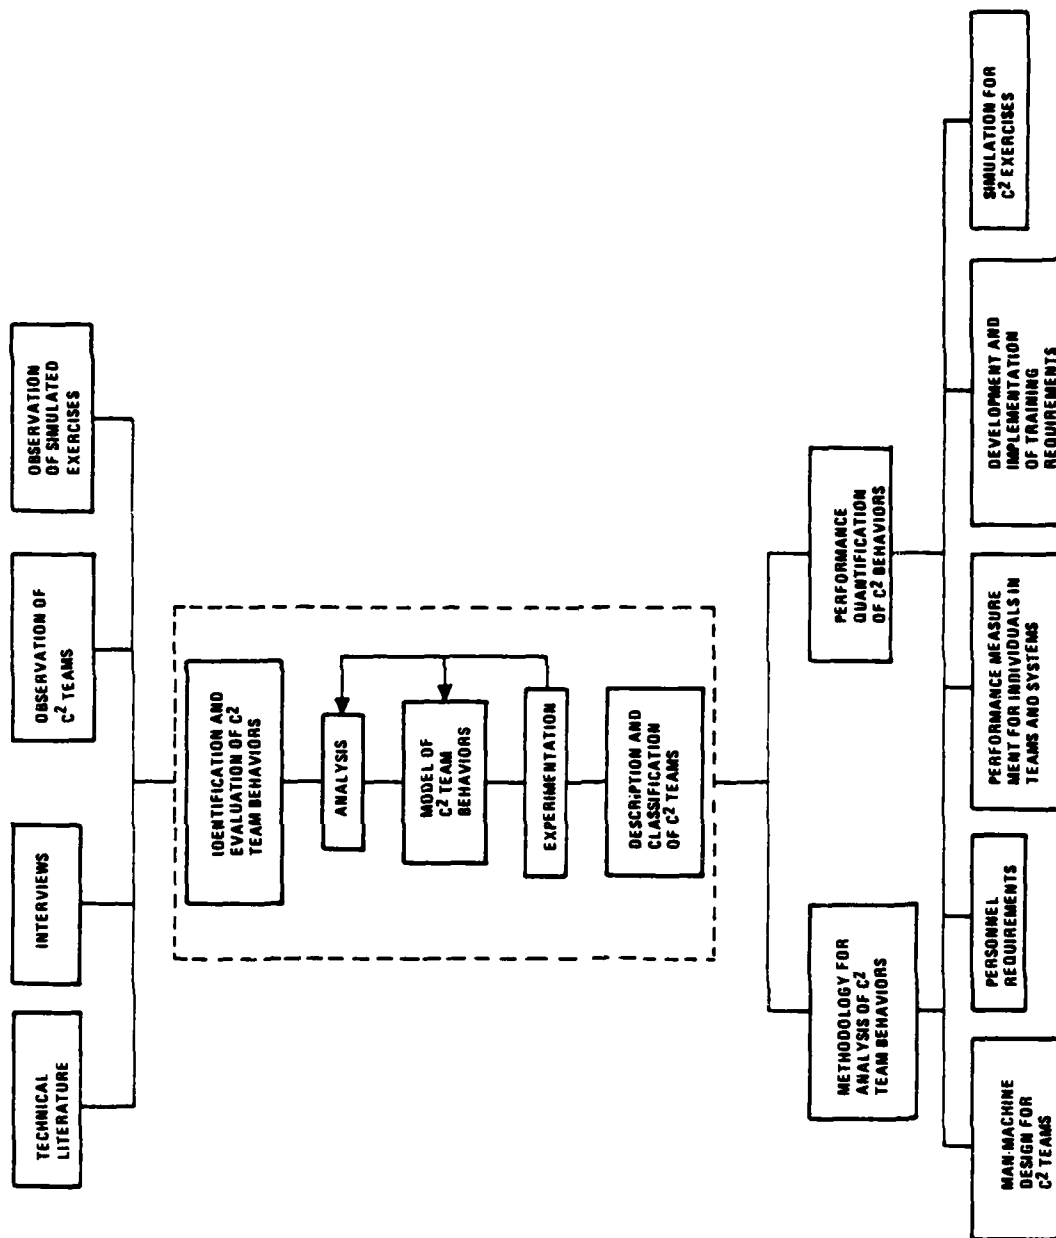 TECHNICAL
LITERATURE
INTERVIEWS
OBSERVATION OF
C² TEAMS
OBSERVATION
OF SIMULATED
EXERCISES
IDENTIFICATION AND
EVALUATION OF C²
TEAM BEHAVIORS
ANALYSIS
MODEL OF
C² TEAM
BEHAVIORS
EXPERIMENTATION
DESCRIPTION AND
CLASSIFICATION
OF C² TEAMS
METHODOLOGY FOR
ANALYSIS OF C²
TEAM BEHAVIORS
PERFORMANCE
QUANTIFICATION
OF C² BEHAVIORS
MAN-MACHINE
DESIGN FOR
C² TEAMS
PERSONNEL
REQUIREMENTS
PERFORMANCE MEASURE
MENT FOR INDIVIDUALS IN
TEAMS AND SYSTEMS
DEVELOPMENT AND
IMPLEMENTATION
OF TRAINING
REQUIREMENTS
SIMULATION FOR
C² EXERCISES